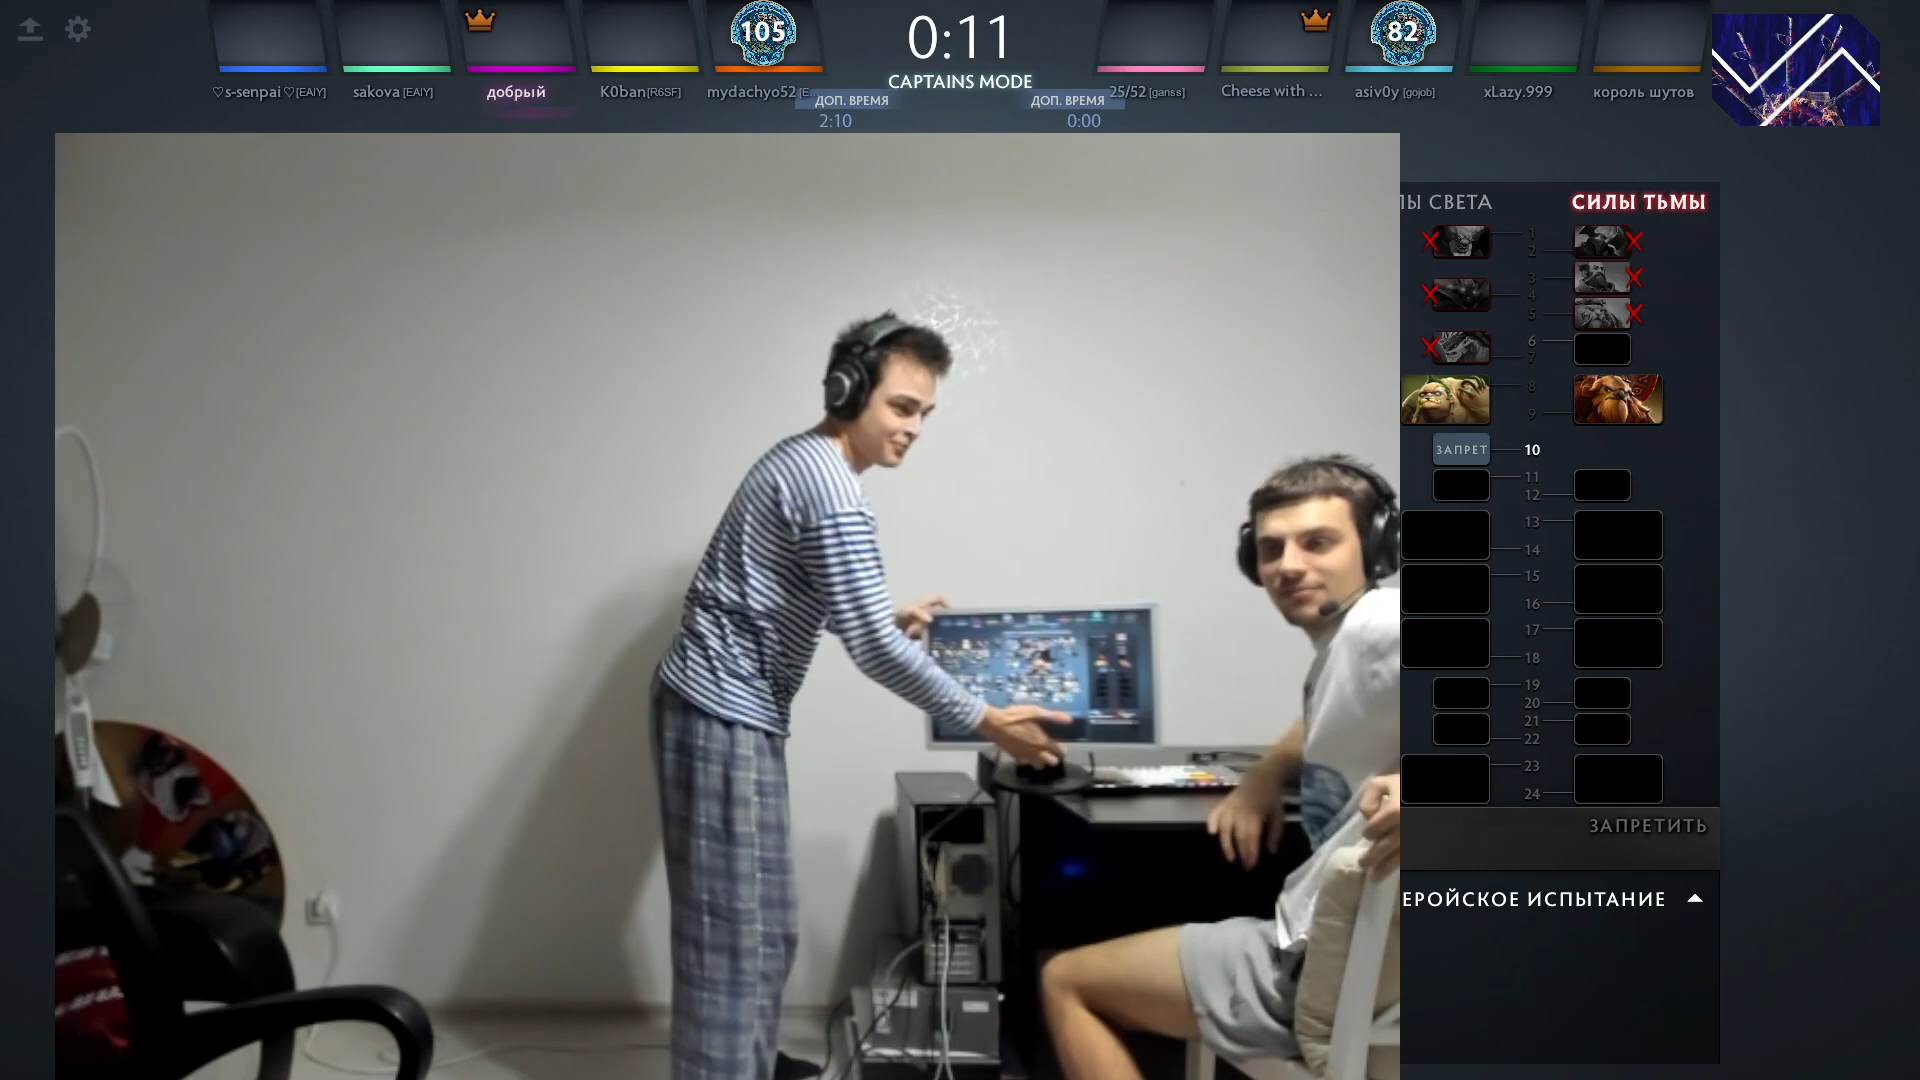 105
0:11
82
CAPTAINS MODE
♡s-senpai♡[EAIY]
sakova [EAIY]
добрый
K0ban[R6SF]
mydachyo52[E...
25/52 [ganss]
Cheese with ...
asiv0y [gojob]
xLazy.999
король шутов
ДОП. ВРЕМЯ
ДОП. ВРЕМЯ
2:10
0:00
ЛЫ СВЕТА
СИЛЫ ТЬМЫ
1
2
3
4
5
6
7
8
9
ЗАПРЕТ
10
11
12
13
14
15
16
17
18
19
20
21
22
23
24
ЗАПРЕТИТЬ
ЕРОЙСКОЕ ИСПЫТАНИЕ